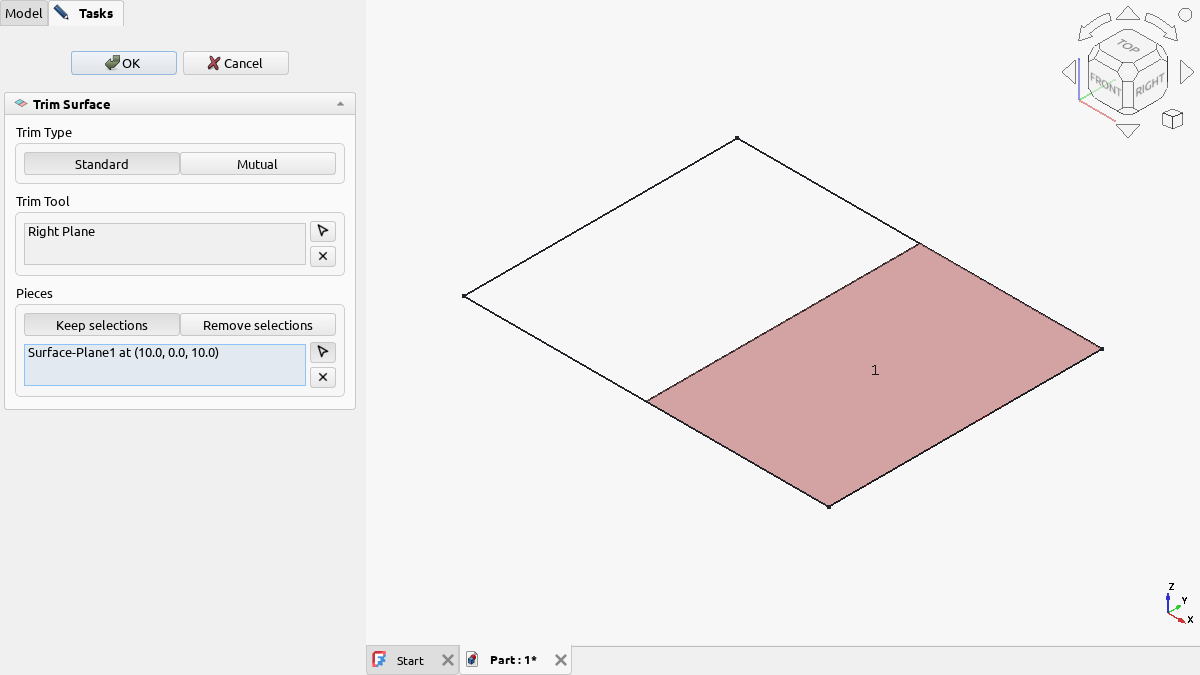 Model
Tasks
OK
Cancel
Trim Surface
Trim Type
Standard
Mutual
Trim Tool
Right Plane
Pieces
Keep selections
Remove selections
Surface-Plane1 at (10.0, 0.0, 10.0)
1
TOP
FRONT
RIGHT
Z
Y
X
Start
Part : 1*